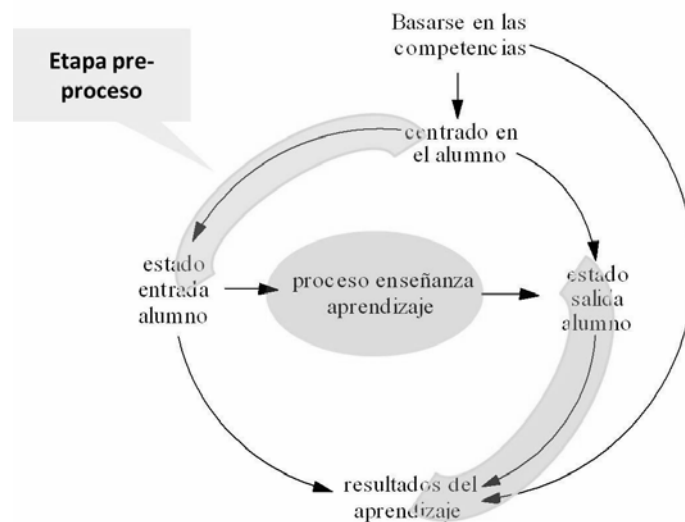 Basarse en las
competencias
Etapa pre-
proceso
centrado en
el alumno
estado
entrada
alumno
proceso enseñanza
aprendizaje
estado
salida
alumno
resultados del
aprendizaje